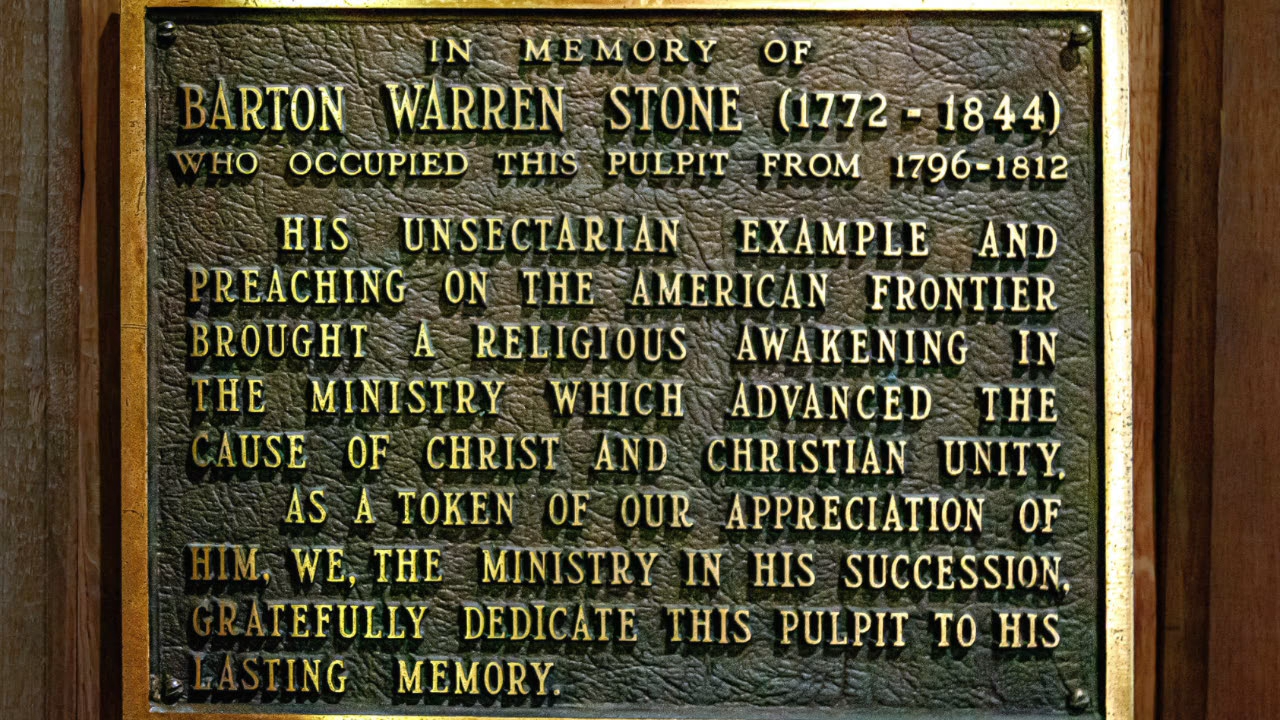 IN MEMORY OF
BARTON WARREN STONE (1772 - 1844)
WHO OCCUPIED THIS PULPIT FROM 1796-1812
HIS UNSECTARIAN EXAMPLE AND
PREACHING ON THE AMERICAN FRONTIER
BROUGHT A RELIGIOUS AWAKENING IN
THE MINISTRY WHICH ADVANCED THE
CAUSE OF CHRIST AND CHRISTIAN UNITY.
AS A TOKEN OF OUR APPRECIATION OF
HIM, WE, THE MINISTRY IN HIS SUCCESSION,
GRATEFULLY DEDICATE THIS PULPIT TO HIS
LASTING MEMORY.